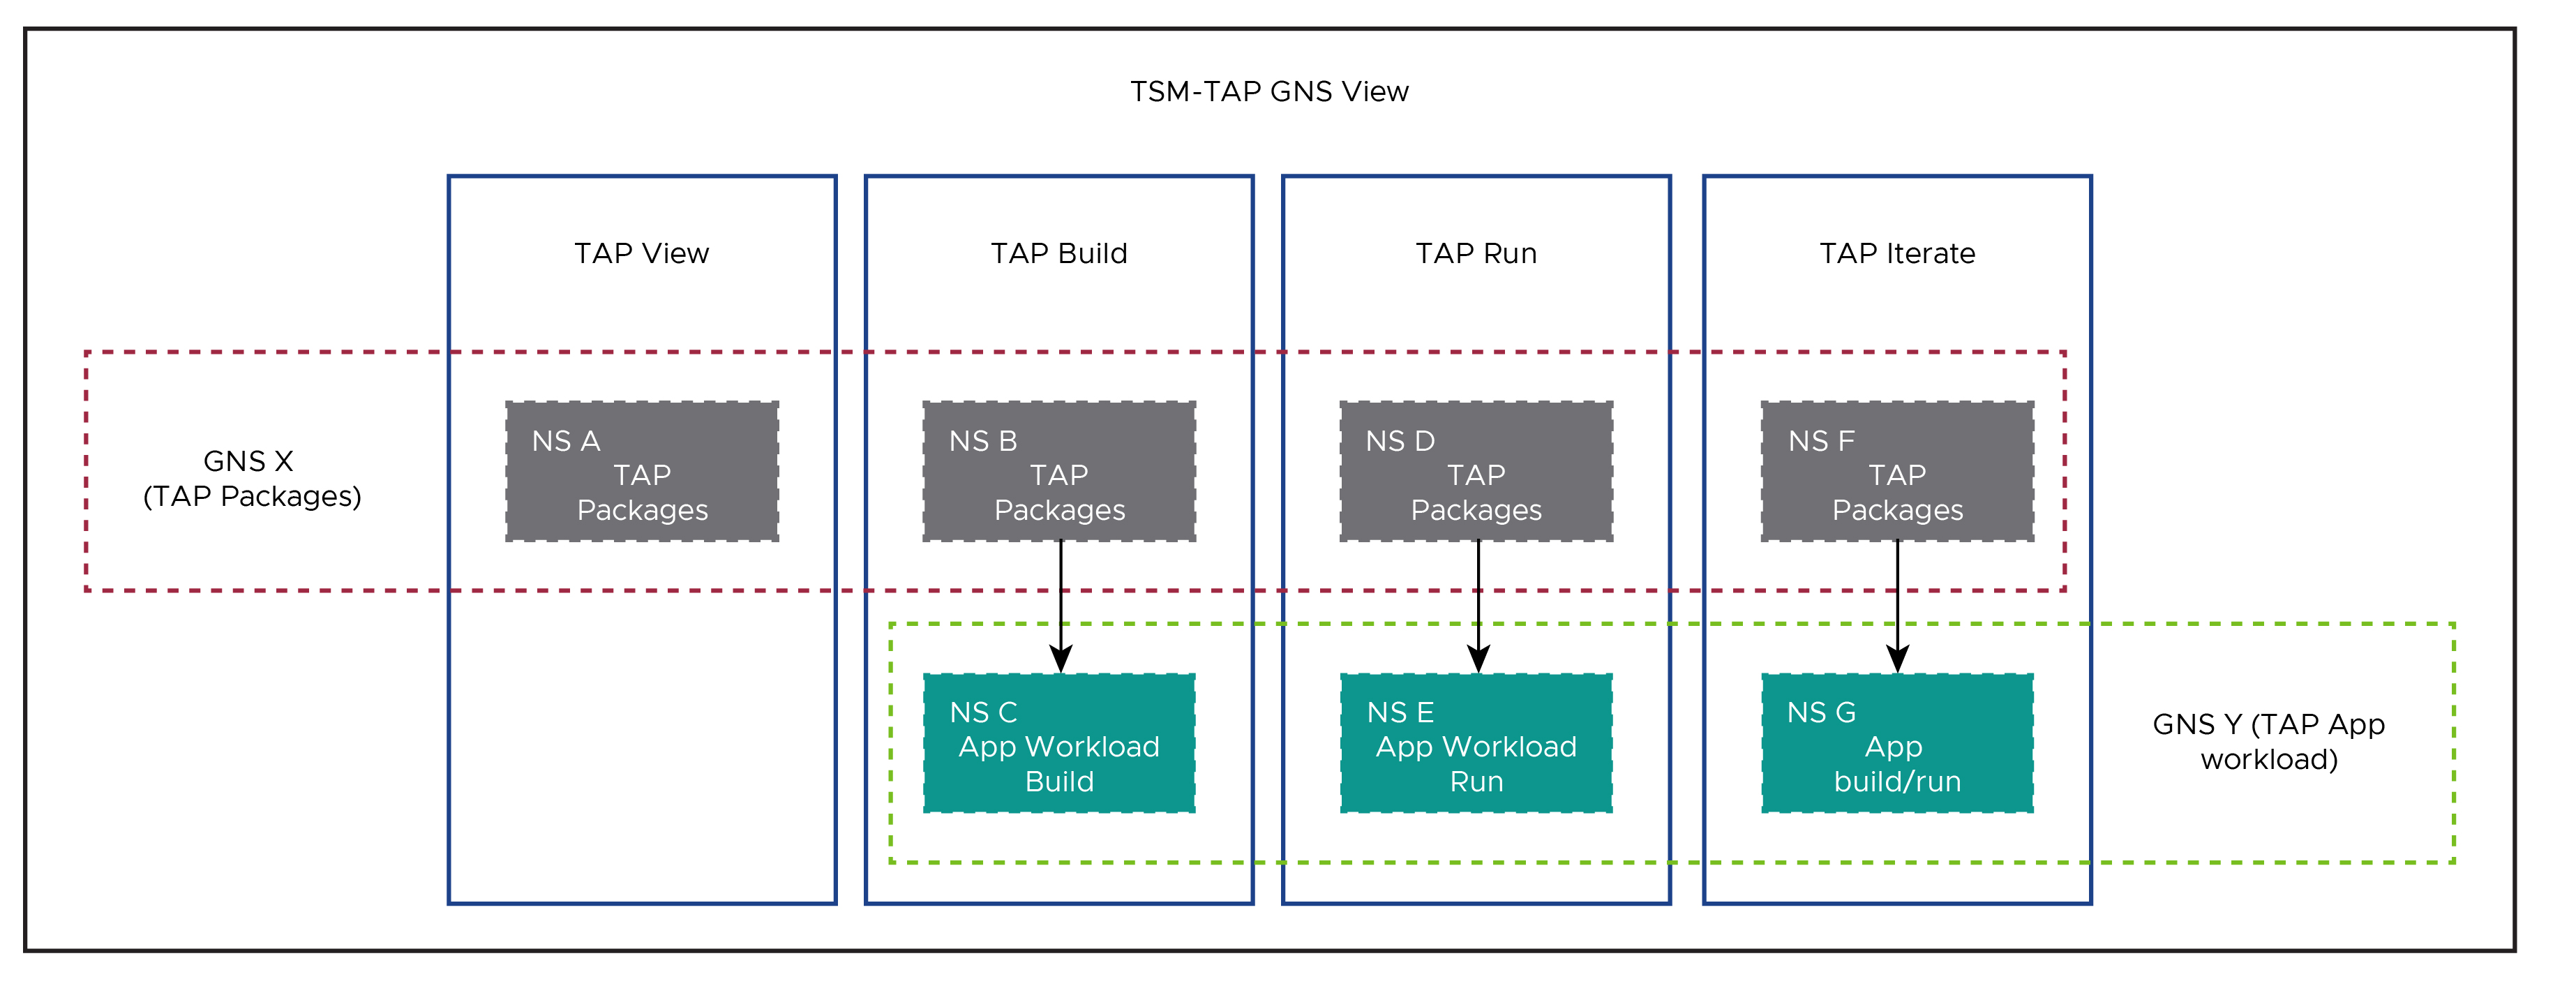 TSM-TAP GNS View
TAP View
TAP Build
TAP Run
TAP Iterate
GNS X
(TAP Packages)
NS A
TAP
Packages
NS B
TAP
Packages
NS D
TAP
Packages
NS F
TAP
Packages
NS C
App Workload
Build
NS E
App Workload
Run
NS G
App
build/run
GNS Y (TAP App
workload)